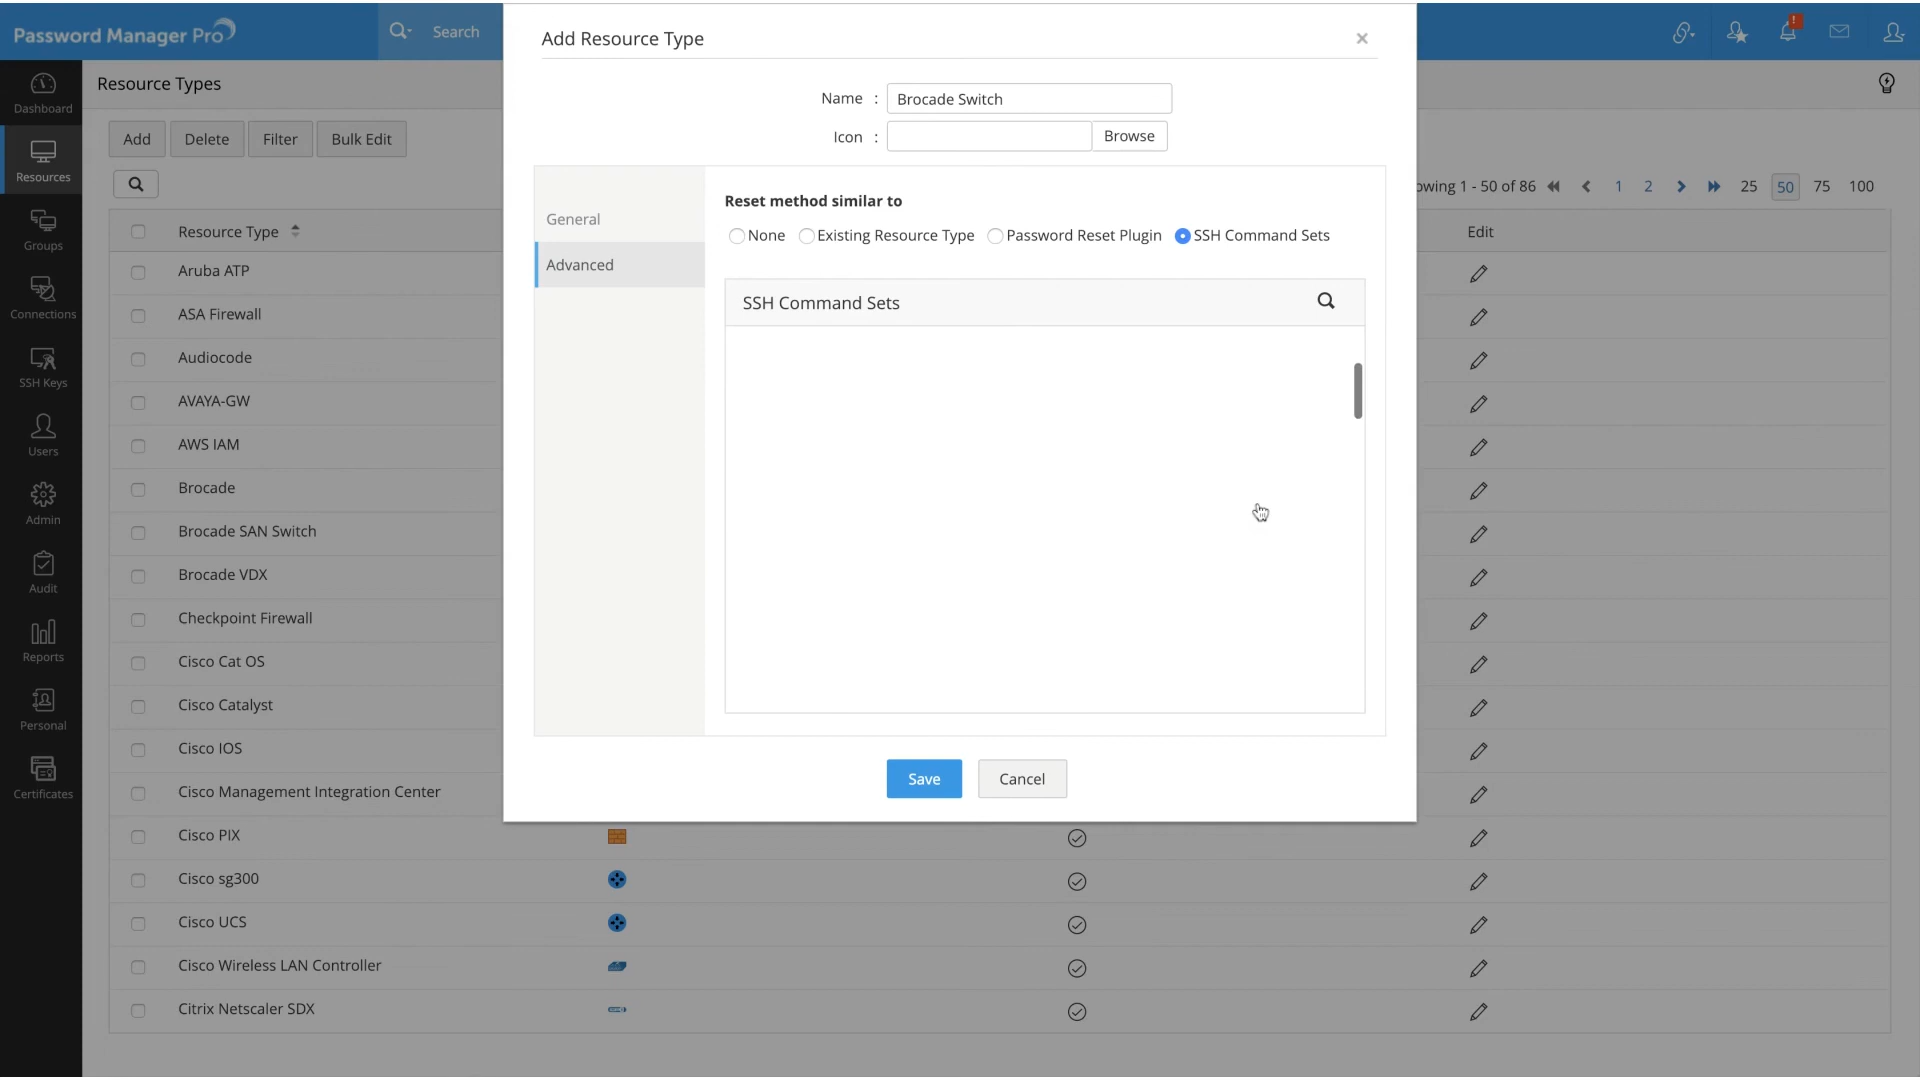 Password Manager Pro
Search
Add Resource Type
Dashboard
Resources
Groups
Connections
SSH Keys
Users
Admin
Audit
Reports
Personal
Certificates
Resource Types
Add Delete Filter Bulk Edit
Name : Brocade Switch
Icon : Browse
General
Advanced
Reset method similar to
None Existing Resource Type Password Reset Plugin SSH Command Sets
SSH Command Sets
Save Cancel
1 - 50 of 86 1 2 25 50 75 100
Resource Type Edit
Aruba ATP
ASA Firewall
Audiocode
AVAYA-GW
AWS IAM
Brocade
Brocade SAN Switch
Brocade VDX
Checkpoint Firewall
Cisco Cat OS
Cisco Catalyst
Cisco IOS
Cisco Management Integration Center
Cisco PIX
Cisco sg300
Cisco UCS
Cisco Wireless LAN Controller
Citrix Netscaler SDX